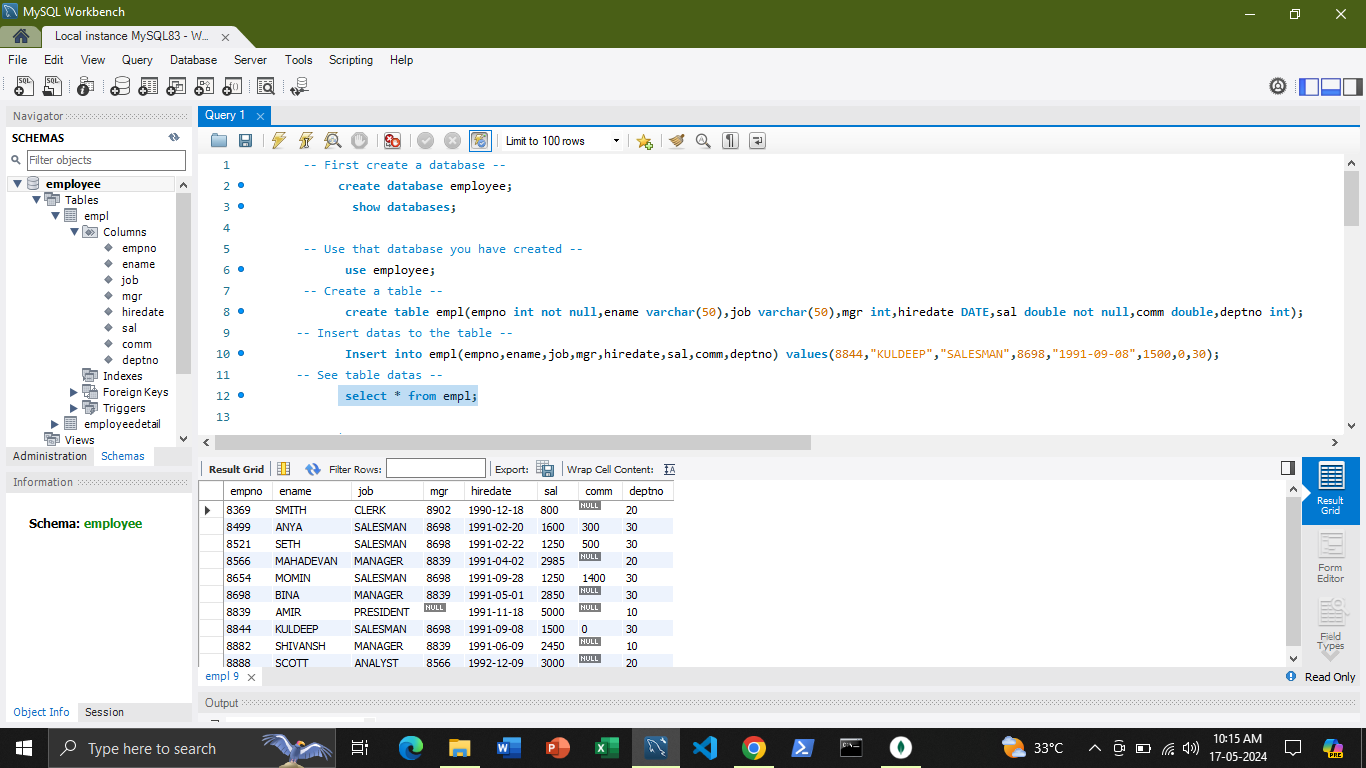 MySQL Workbench
Local instance MySQL83 - W...
File Edit View Query Database Server Tools Scripting Help
Navigator
SCHEMAS
Filter objects
employee
Tables
empl
Columns
empno
ename
job
mgr
hiredate
sal
comm
deptno
Indexes
Foreign Keys
Triggers
employeedetail
Views
Administration Schemas
Information
Schema: employee
Object Info Session
Query 1
Limit to 100 rows
1 -- First create a database --
2 create database employee;
3 show databases;
4
5 -- Use that database you have created --
6 use employee;
7 -- Create a table --
8 create table empl(empno int not null,ename varchar(50),job varchar(50),mgr int,hiredate DATE,sal double not null,comm double,deptno int);
9 -- Insert datas to the table --
10 Insert into empl(empno,ename,job,mgr,hiredate,sal,comm,deptno) values(8844,"KULDEEP","SALESMAN",8698,"1991-09-08",1500,0,30);
11 -- See table datas --
12 select * from empl;
13
Result Grid Filter Rows: Export: Wrap Cell Content:
empno ename job mgr hiredate sal comm deptno
8369 SMITH CLERK 8902 1990-12-18 800 NULL 20
8499 ANYA SALESMAN 8698 1991-02-20 1600 300 30
8521 SETH SALESMAN 8698 1991-02-22 1250 500 30
8566 MAHADEVAN MANAGER 8839 1991-04-02 2985 NULL 20
8654 MOMIN SALESMAN 8698 1991-09-28 1250 1400 30
8698 BINA MANAGER 8839 1991-05-01 2850 NULL 30
8839 AMIR PRESIDENT NULL 1991-11-18 5000 NULL 10
8844 KULDEEP SALESMAN 8698 1991-09-08 1500 0 30
8882 SHIVANSH MANAGER 8839 1991-06-09 2450 NULL 10
8888 SCOTT ANALYST 8566 1992-12-09 3000 NULL 20
Result
Grid
Form
Editor
Field
Types
empl 9
Read Only
Output
Type here to search
33°C
10:15 AM
17-05-2024